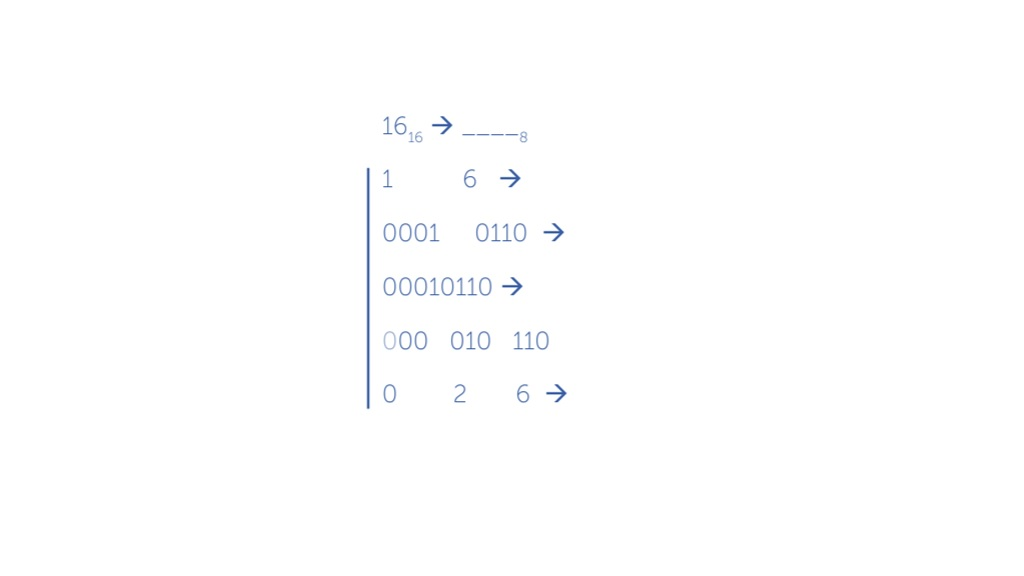 16₁₆ → ____₈
1 6 →
0001 0110 →
00010110 →
000 010 110
0 2 6 →